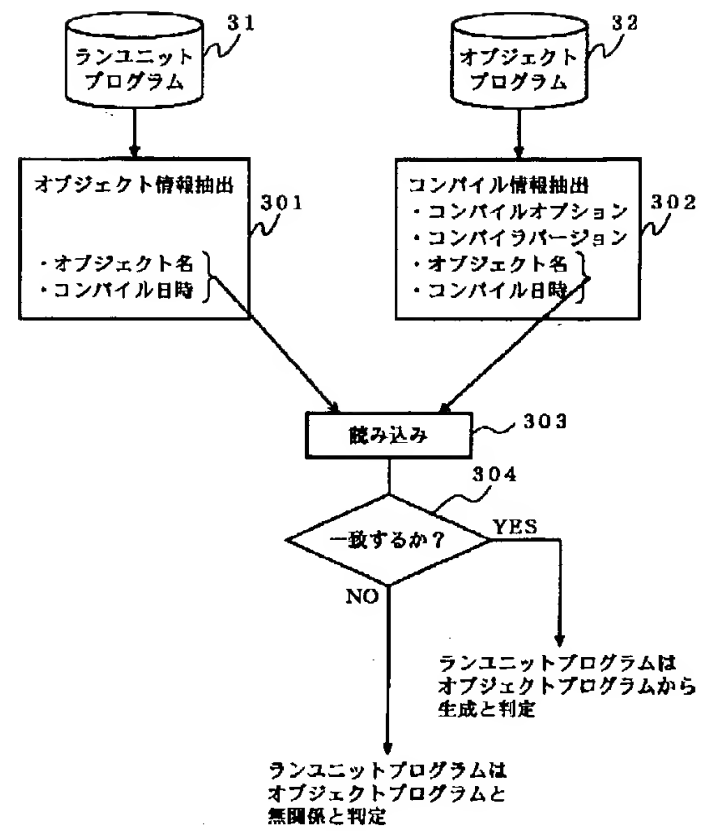 31
ランユニット
プログラム
32
オブジェクト
プログラム
オブジェクト情報抽出
・オブジェクト名
・コンパイル日時
301
コンパイル情報抽出
・コンパイルオプション
・コンパイラバージョン
・オブジェクト名
・コンパイル日時
302
読み込み
303
304
一致するか?
YES
NO
ランユニットプログラムは
オブジェクトプログラムから
生成と判定
ランユニットプログラムは
オブジェクトプログラムと
無関係と判定